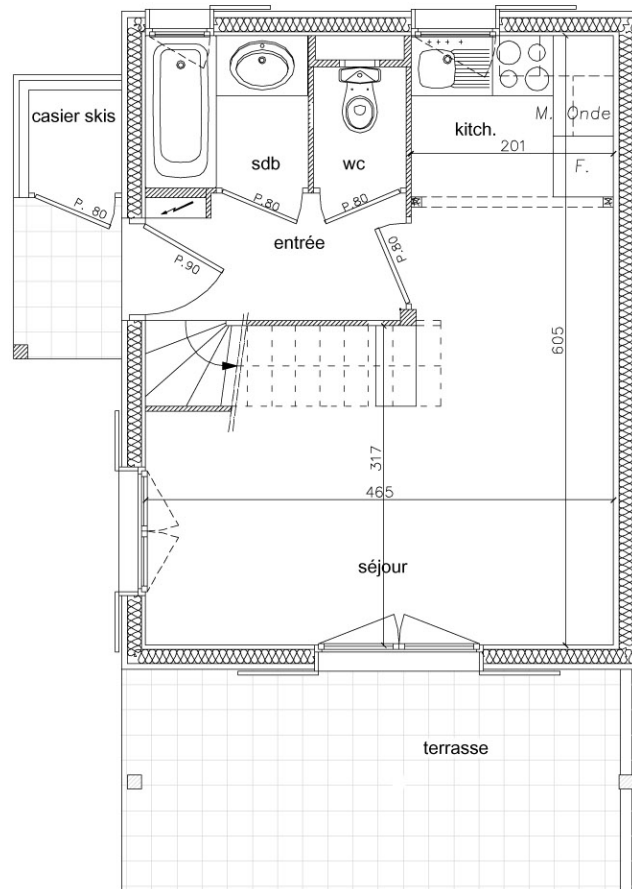 casier skis
P. 80
sdb
wc
kitch.
M. Onde
201
F.
P.80
P.80
entrée
P.90
P.80
605
317
465
séjour
terrasse